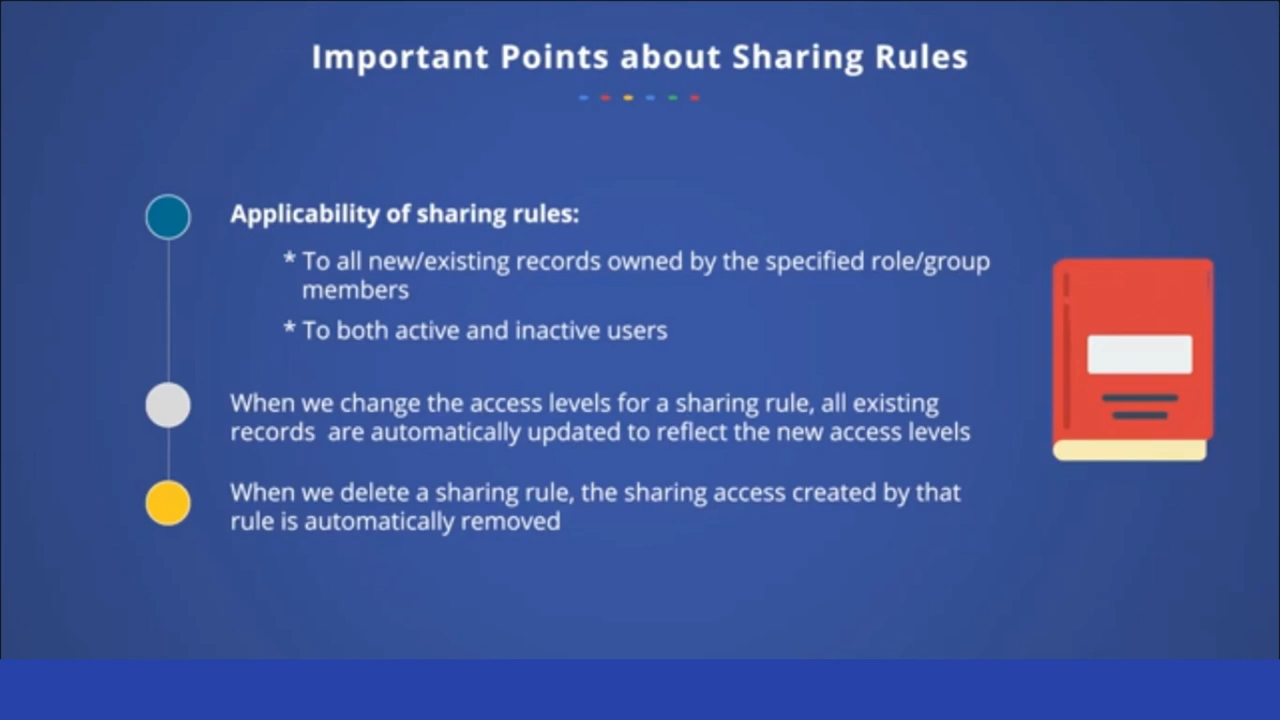 Important Points about Sharing Rules
Applicability of sharing rules:
* To all new/existing records owned by the specified role/group
members
* To both active and inactive users
When we change the access levels for a sharing rule, all existing
records  are automatically updated to reflect the new access levels
When we delete a sharing rule, the sharing access created by that
rule is automatically removed